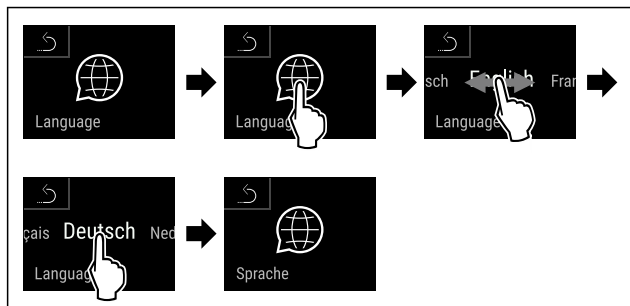 Language
Languag
sch English Fran
Language
çais Deutsch Ned
Languag
Sprache